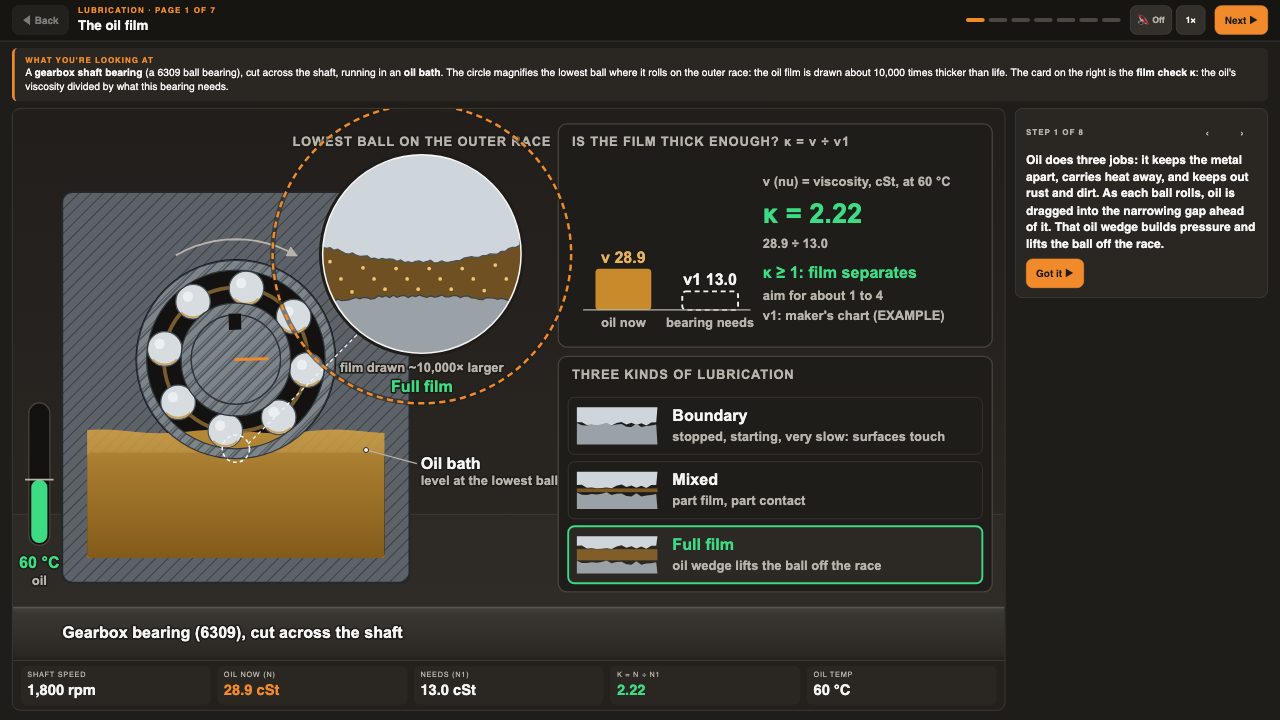 ◀ Back
LUBRICATION · PAGE 1 OF 7
The oil film
Off
1×
Next ▶
WHAT YOU'RE LOOKING AT
A gearbox shaft bearing (a 6309 ball bearing), cut across the shaft, running in an oil bath. The circle magnifies the lowest ball where it rolls on the outer race: the oil film is drawn about 10,000 times thicker than life. The card on the right is the film check κ: the oil's
viscosity divided by what this bearing needs.
LOWEST BALL ON THE OUTER RACE
film drawn ~10,000× larger
Full film
Oil bath
level at the lowest ball
60 °C
oil
Gearbox bearing (6309), cut across the shaft
IS THE FILM THICK ENOUGH? κ = ν ÷ ν1
ν (nu) = viscosity, cSt, at 60 °C
κ = 2.22
28.9 ÷ 13.0
κ ≥ 1: film separates
aim for about 1 to 4
ν1: maker's chart (EXAMPLE)
ν 28.9
ν1 13.0
oil now
bearing needs
THREE KINDS OF LUBRICATION
Boundary
stopped, starting, very slow: surfaces touch
Mixed
part film, part contact
Full film
oil wedge lifts the ball off the race
STEP 1 OF 8
‹ ›
Oil does three jobs: it keeps the metal
apart, carries heat away, and keeps out
rust and dirt. As each ball rolls, oil is
dragged into the narrowing gap ahead
of it. That oil wedge builds pressure and
lifts the ball off the race.
Got it ▶
SHAFT SPEED
1,800 rpm
OIL NOW (Ν)
28.9 cSt
NEEDS (Ν1)
13.0 cSt
Κ = Ν ÷ Ν1
2.22
OIL TEMP
60 °C